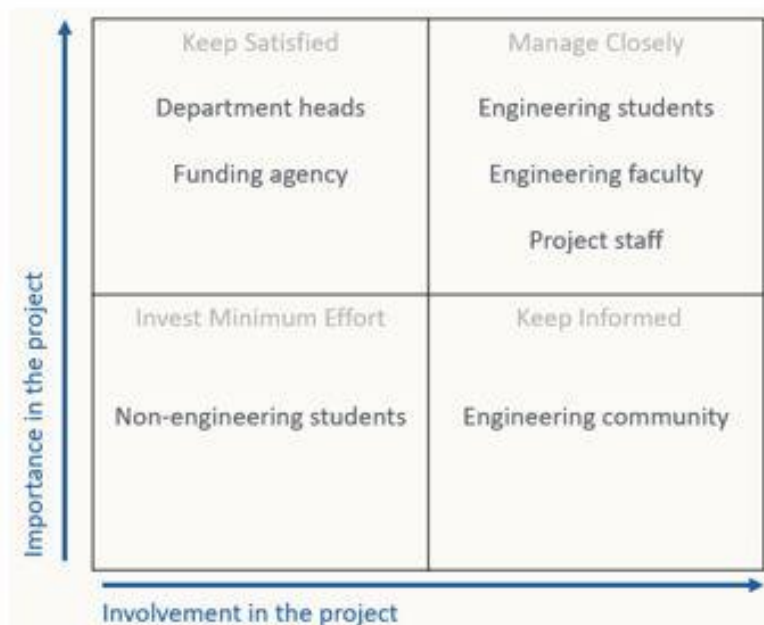 Keep Satisfied
Department heads
Funding agency
Manage Closely
Engineering students
Engineering faculty
Project staff
Invest Minimum Effort
Non-engineering students
Keep Informed
Engineering community
Importance in the project
Involvement in the project